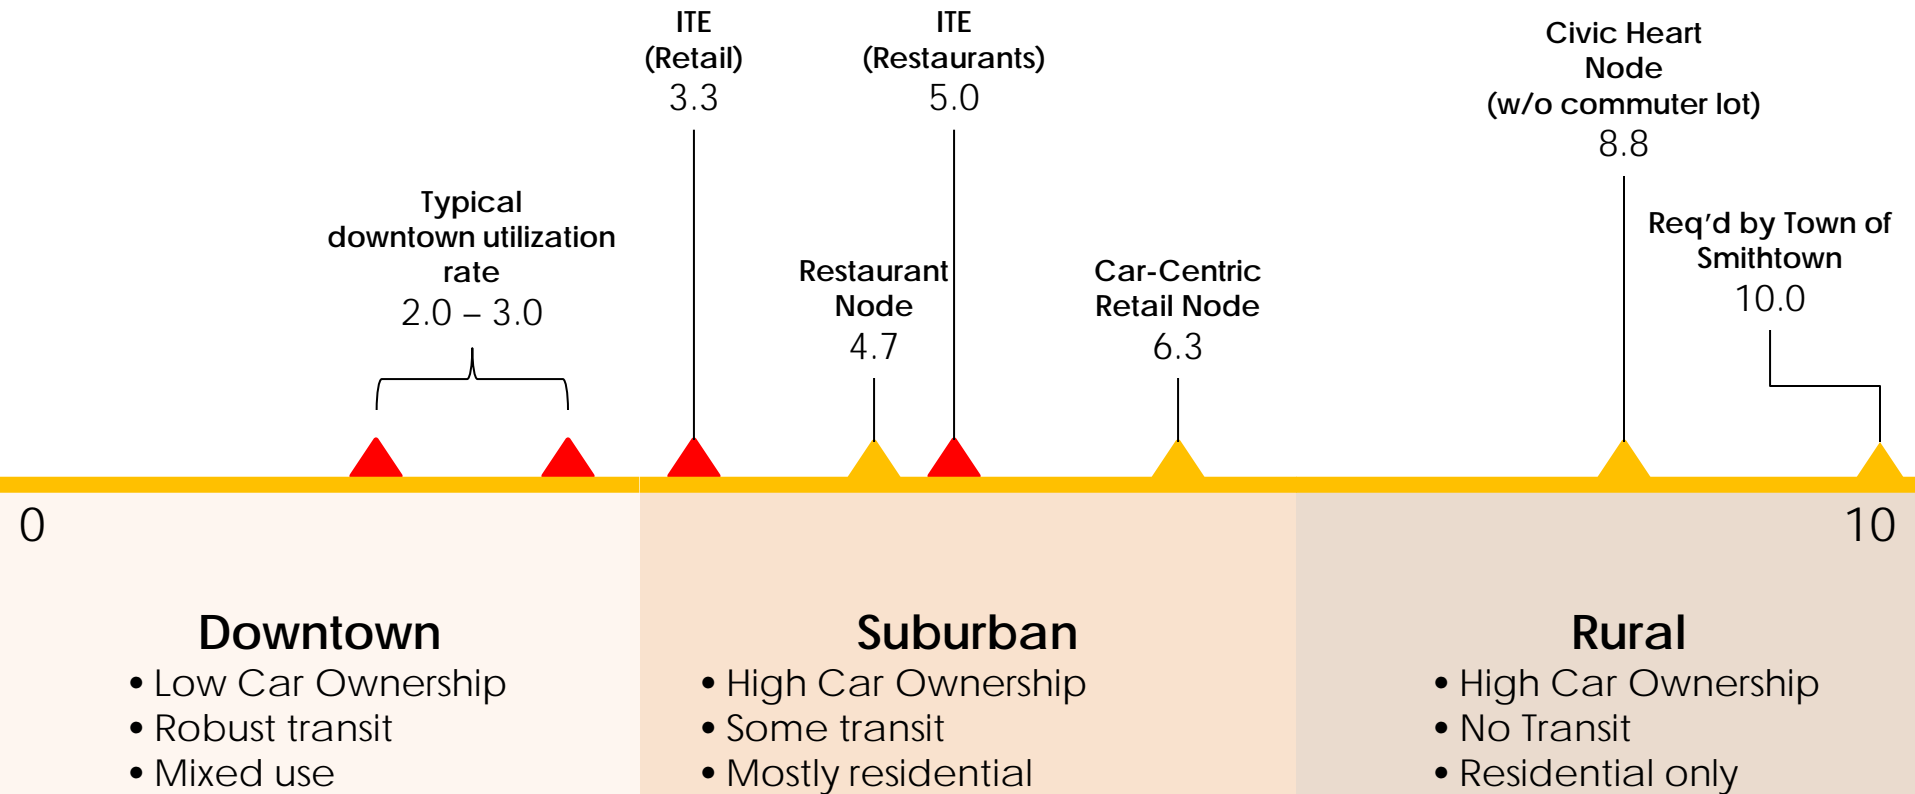 ITE
(Retail)
3.3
ITE
(Restaurants)
5.0
Civic Heart
Node
(w/o commuter lot)
8.8
Typical
downtown utilization
rate
2.0 – 3.0
Restaurant
Node
4.7
Car-Centric
Retail Node
6.3
Req’d by Town of
Smithtown
10.0
0
10
Downtown
• Low Car Ownership
• Robust transit
• Mixed use
Suburban
• High Car Ownership
• Some transit
• Mostly residential
Rural
• High Car Ownership
• No Transit
• Residential only